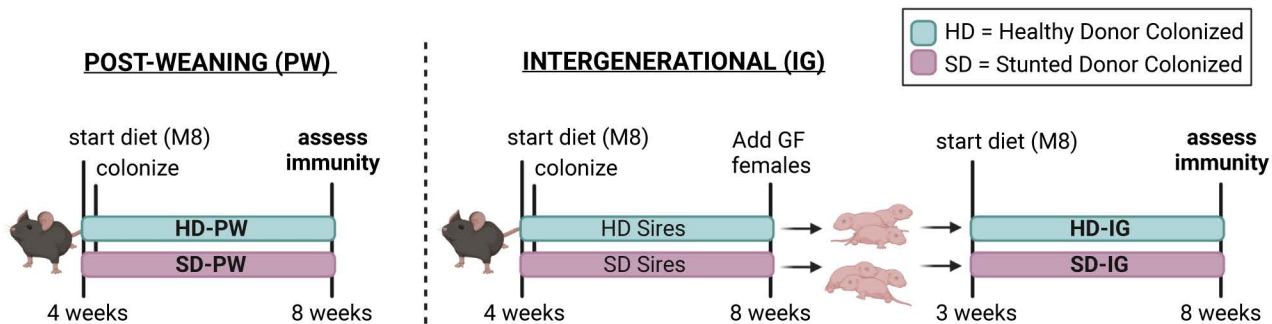 HD = Healthy Donor Colonized
SD = Stunted Donor Colonized
POST-WEANING (PW)
start diet (M8)
colonize
assess
immunity
HD-PW
SD-PW
4 weeks
8 weeks
INTERGENERATIONAL (IG)
start diet (M8)
colonize
Add GF
females
HD Sires
SD Sires
4 weeks
8 weeks
start diet (M8)
assess
immunity
HD-IG
SD-IG
3 weeks
8 weeks